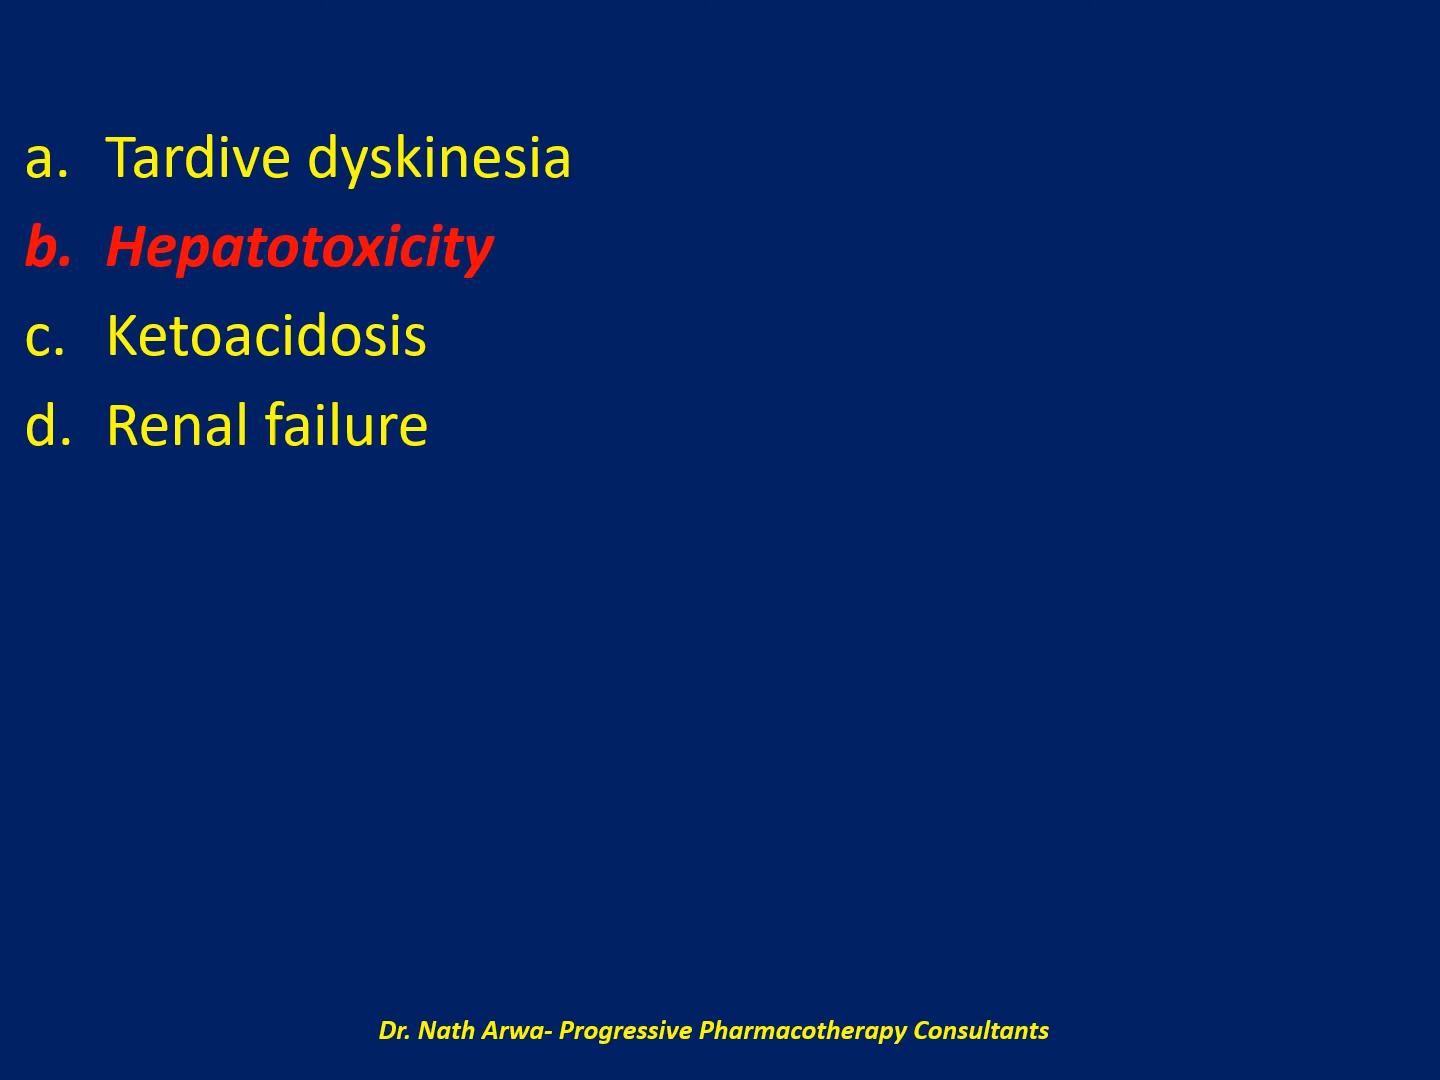 a. Tardive dyskinesia
b. Hepatotoxicity
c. Ketoacidosis
d. Renal failure
Dr. Nath Arwa- Progressive Pharmacotherapy Consultants